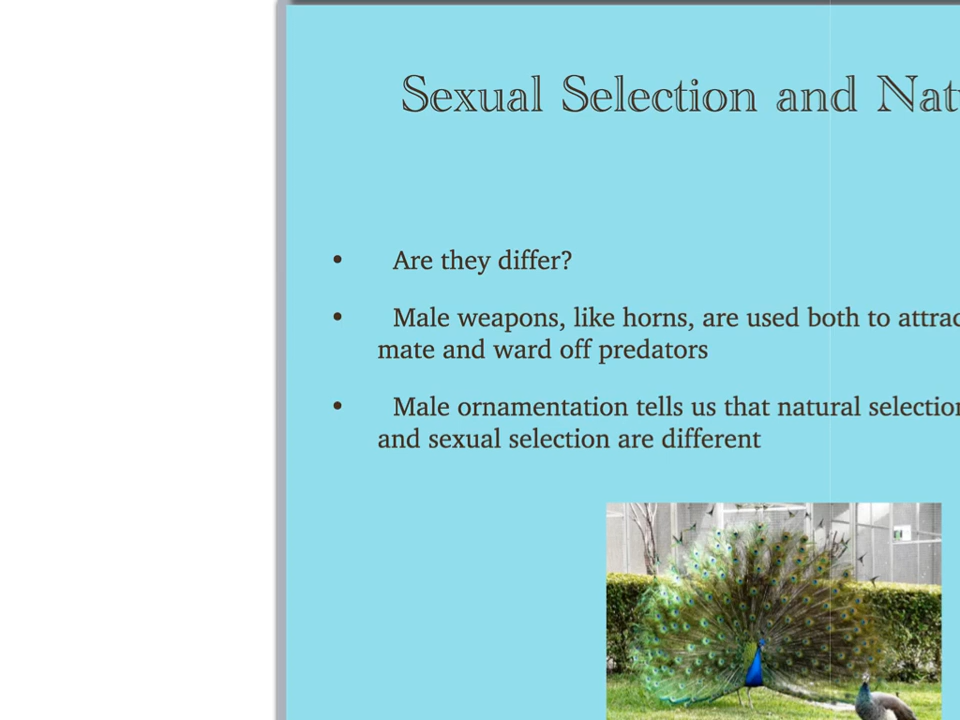 Sexual Selection and Nat
• Are they differ?
• Male weapons, like horns, are used both to attrac
mate and ward off predators
• Male ornamentation tells us that natural selection
and sexual selection are different